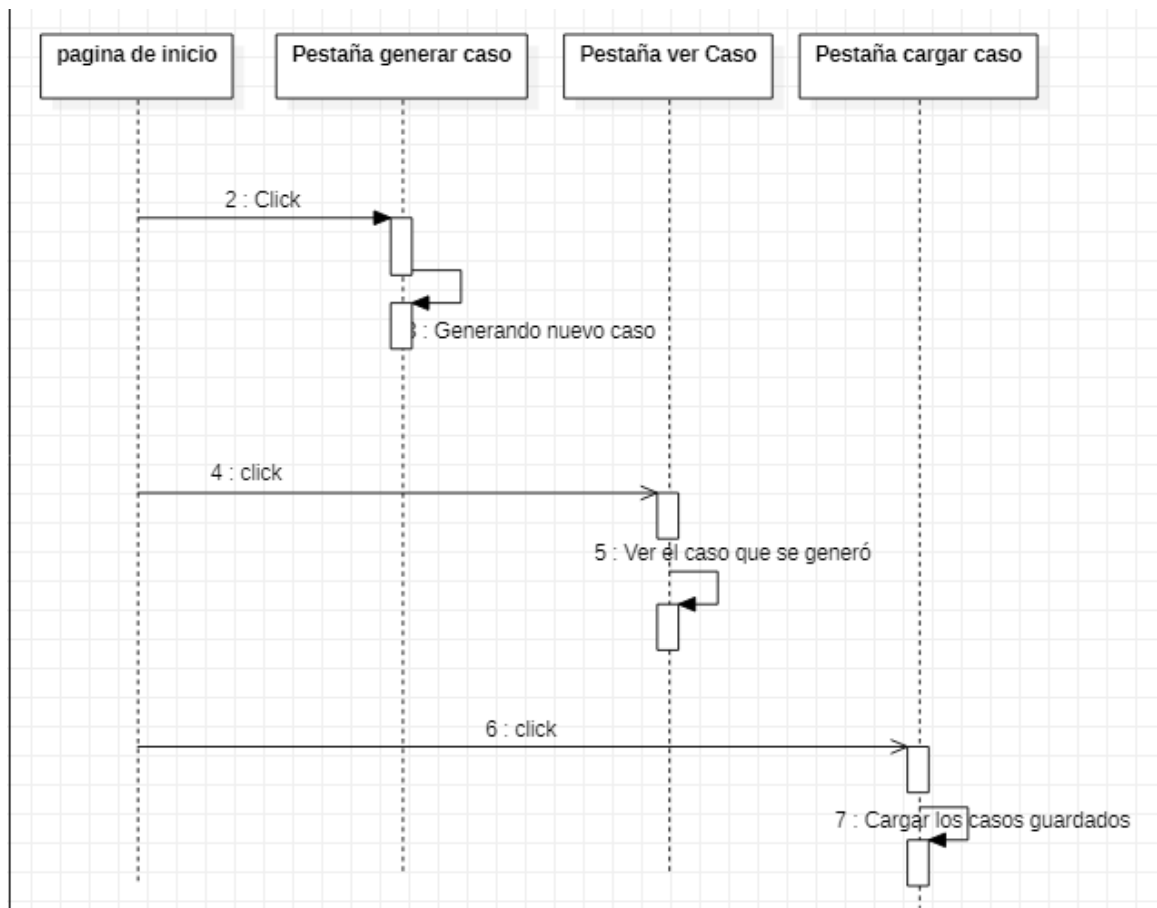 pagina de inicio
Pestaña generar caso
Pestaña ver Caso
Pestaña cargar caso
2 : Click
3 : Generando nuevo caso
4 : click
5 : Ver el caso que se generó
6 : click
7 : Cargar los casos guardados